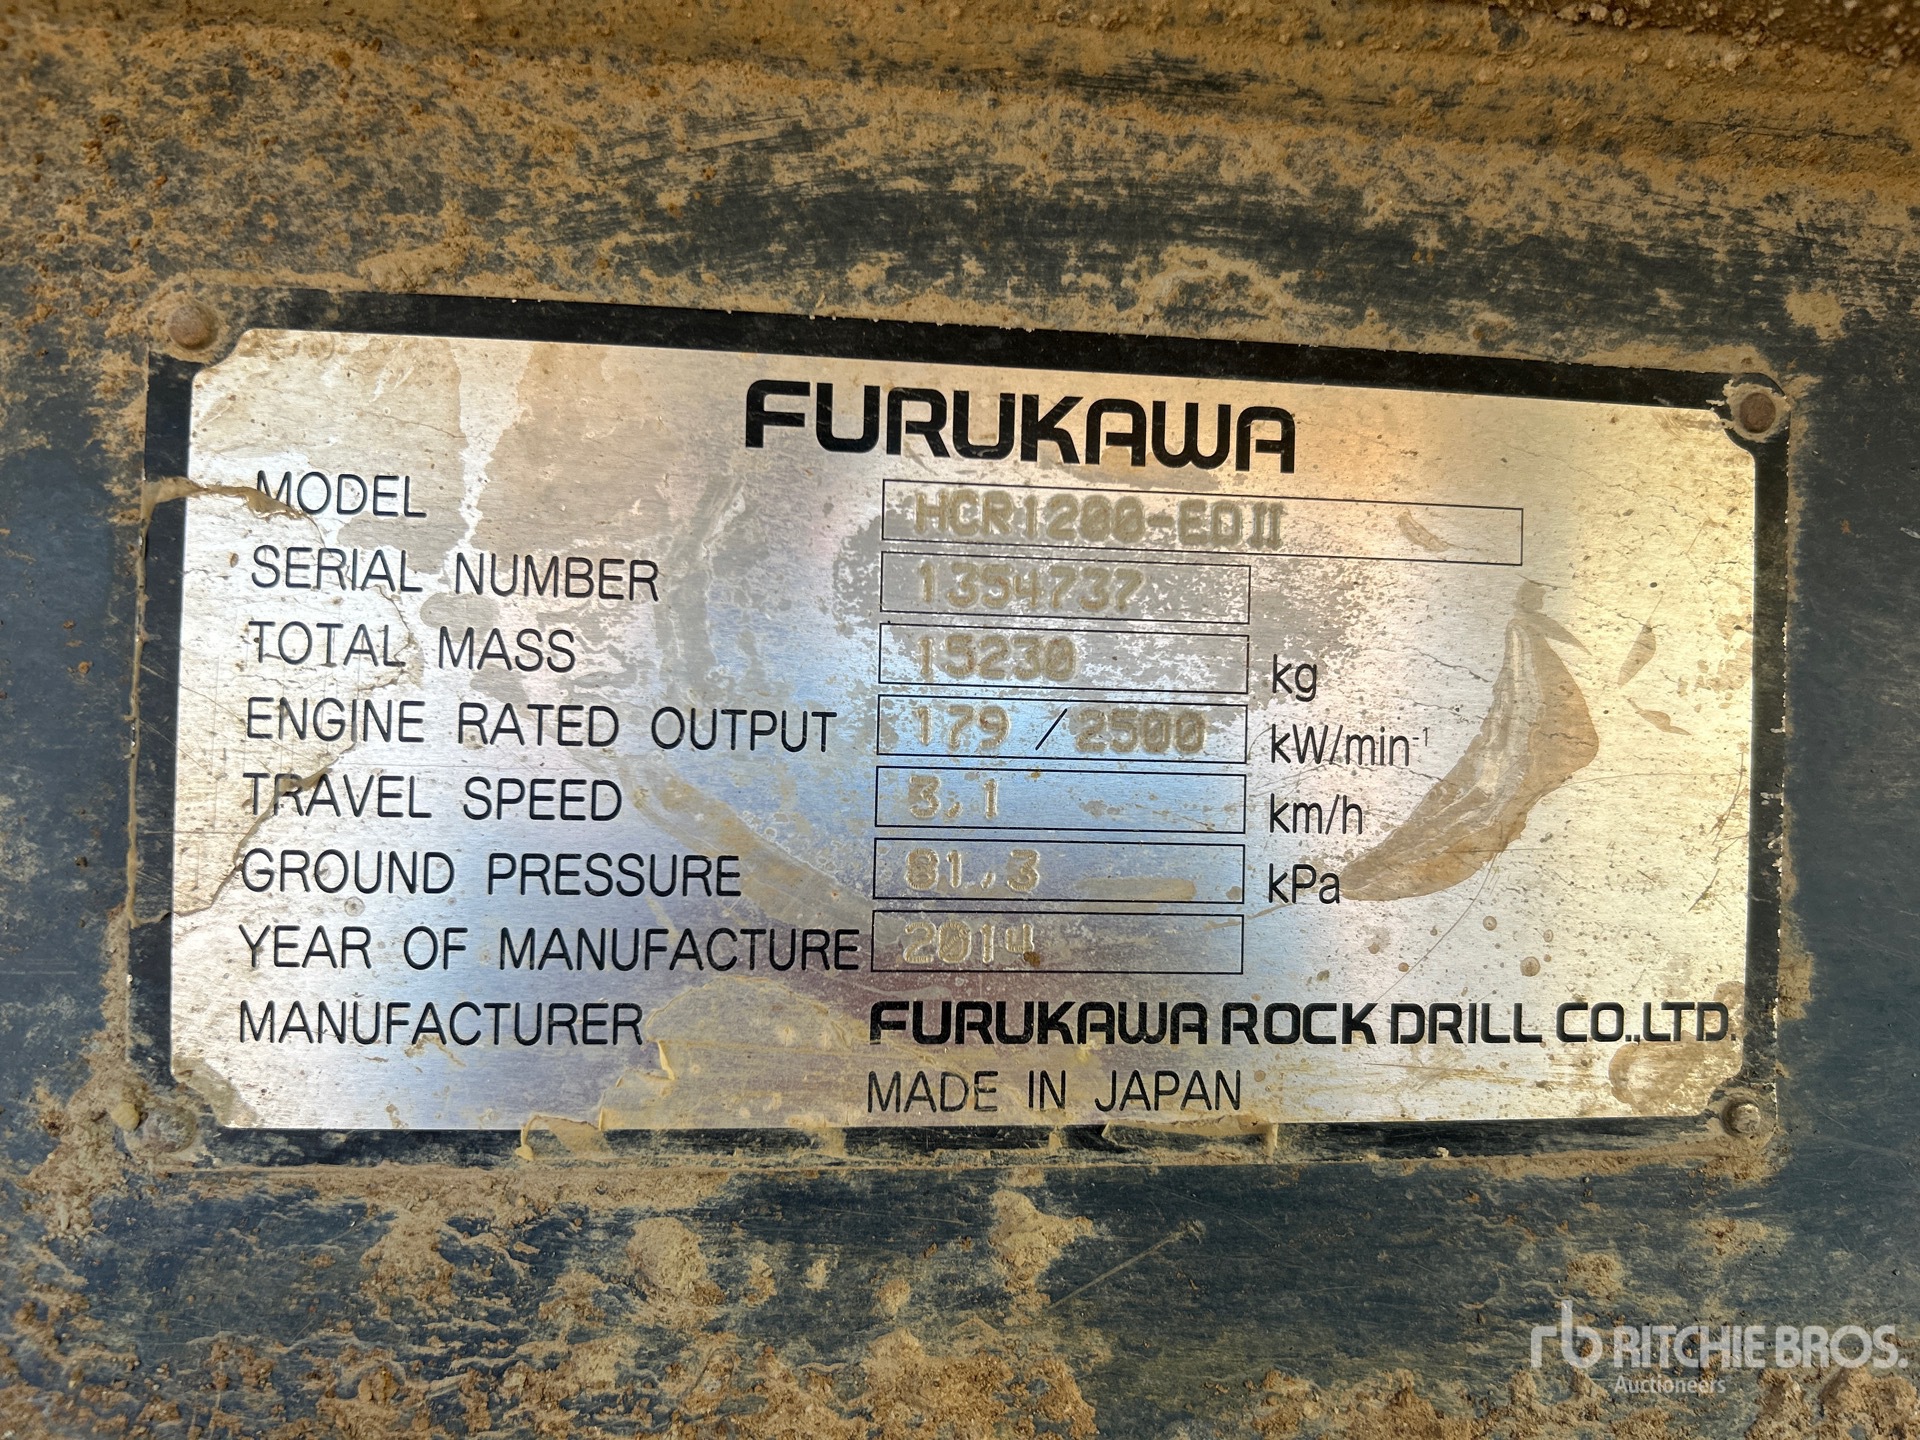 FURUKAWA
MODEL HCR1200-EDII
SERIAL NUMBER 1354737
TOTAL MASS 15230 kg
ENGINE RATED OUTPUT 179 / 2500 kW/min⁻¹
TRAVEL SPEED 3.1 km/h
GROUND PRESSURE 81.3 kPa
YEAR OF MANUFACTURE 2014
MANUFACTURER FURUKAWA ROCK DRILL CO.,LTD.
MADE IN JAPAN
rb RITCHIE BROS.
Auctioneers